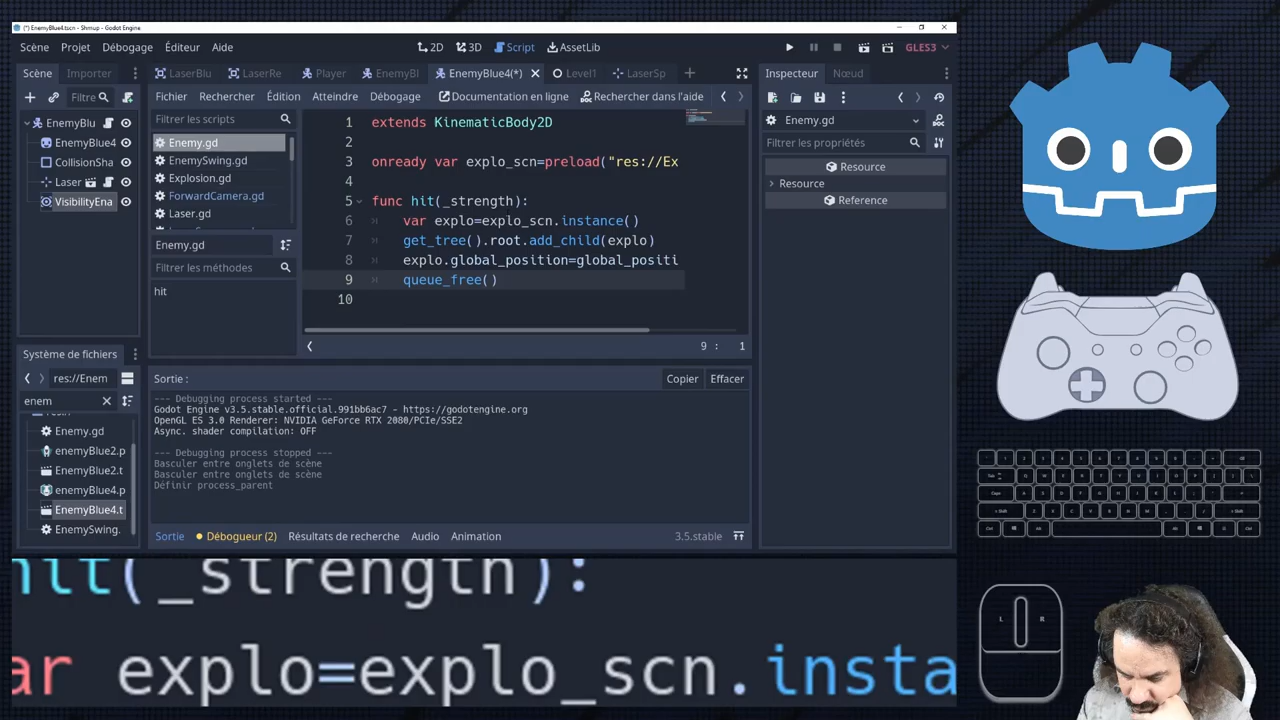 (*) EnemyBlue4.tscn - Shmup - Godot Engine
Scène Projet Débogage Éditeur Aide
2D 3D Script AssetLib
GLES3
Scène Importer
LaserBlu LaserRe Player EnemyBl EnemyBlue4(*) Level1 LaserSp
Inspecteur Nœud
Filtre
Fichier Rechercher Édition Atteindre Débogage Documentation en ligne Rechercher dans l'aide
EnemyBlu
EnemyBlue4
CollisionSha
Laser
VisibilityEna
Filtrer les scripts
Enemy.gd
EnemySwing.gd
Explosion.gd
ForwardCamera.gd
Laser.gd
Enemy.gd
Filtrer les méthodes
hit
1 extends KinematicBody2D
2
3 onready var explo_scn=preload("res://Ex
4
5 func hit(_strength):
6 var explo=explo_scn.instance()
7 get_tree().root.add_child(explo)
8 explo.global_position=global_positi
9 queue_free()
10
9 : 1
Enemy.gd
Filtrer les propriétés
Resource
Resource
Reference
Système de fichiers
res://Enem
enem
Enemy.gd
enemyBlue2.p
EnemyBlue2.t
enemyBlue4.p
EnemyBlue4.t
EnemySwing.
Sortie : Copier Effacer
--- Debugging process started ---
Godot Engine v3.5.stable.official.991bb6ac7 - https://godotengine.org
OpenGL ES 3.0 Renderer: NVIDIA GeForce RTX 2080/PCIe/SSE2
Async. shader compilation: OFF
--- Debugging process stopped ---
Basculer entre onglets de scène
Basculer entre onglets de scène
Définir process_parent
Sortie Débogueur (2) Résultats de recherche Audio Animation 3.5.stable
hit(_strength):
ar explo=explo_scn.insta
L R